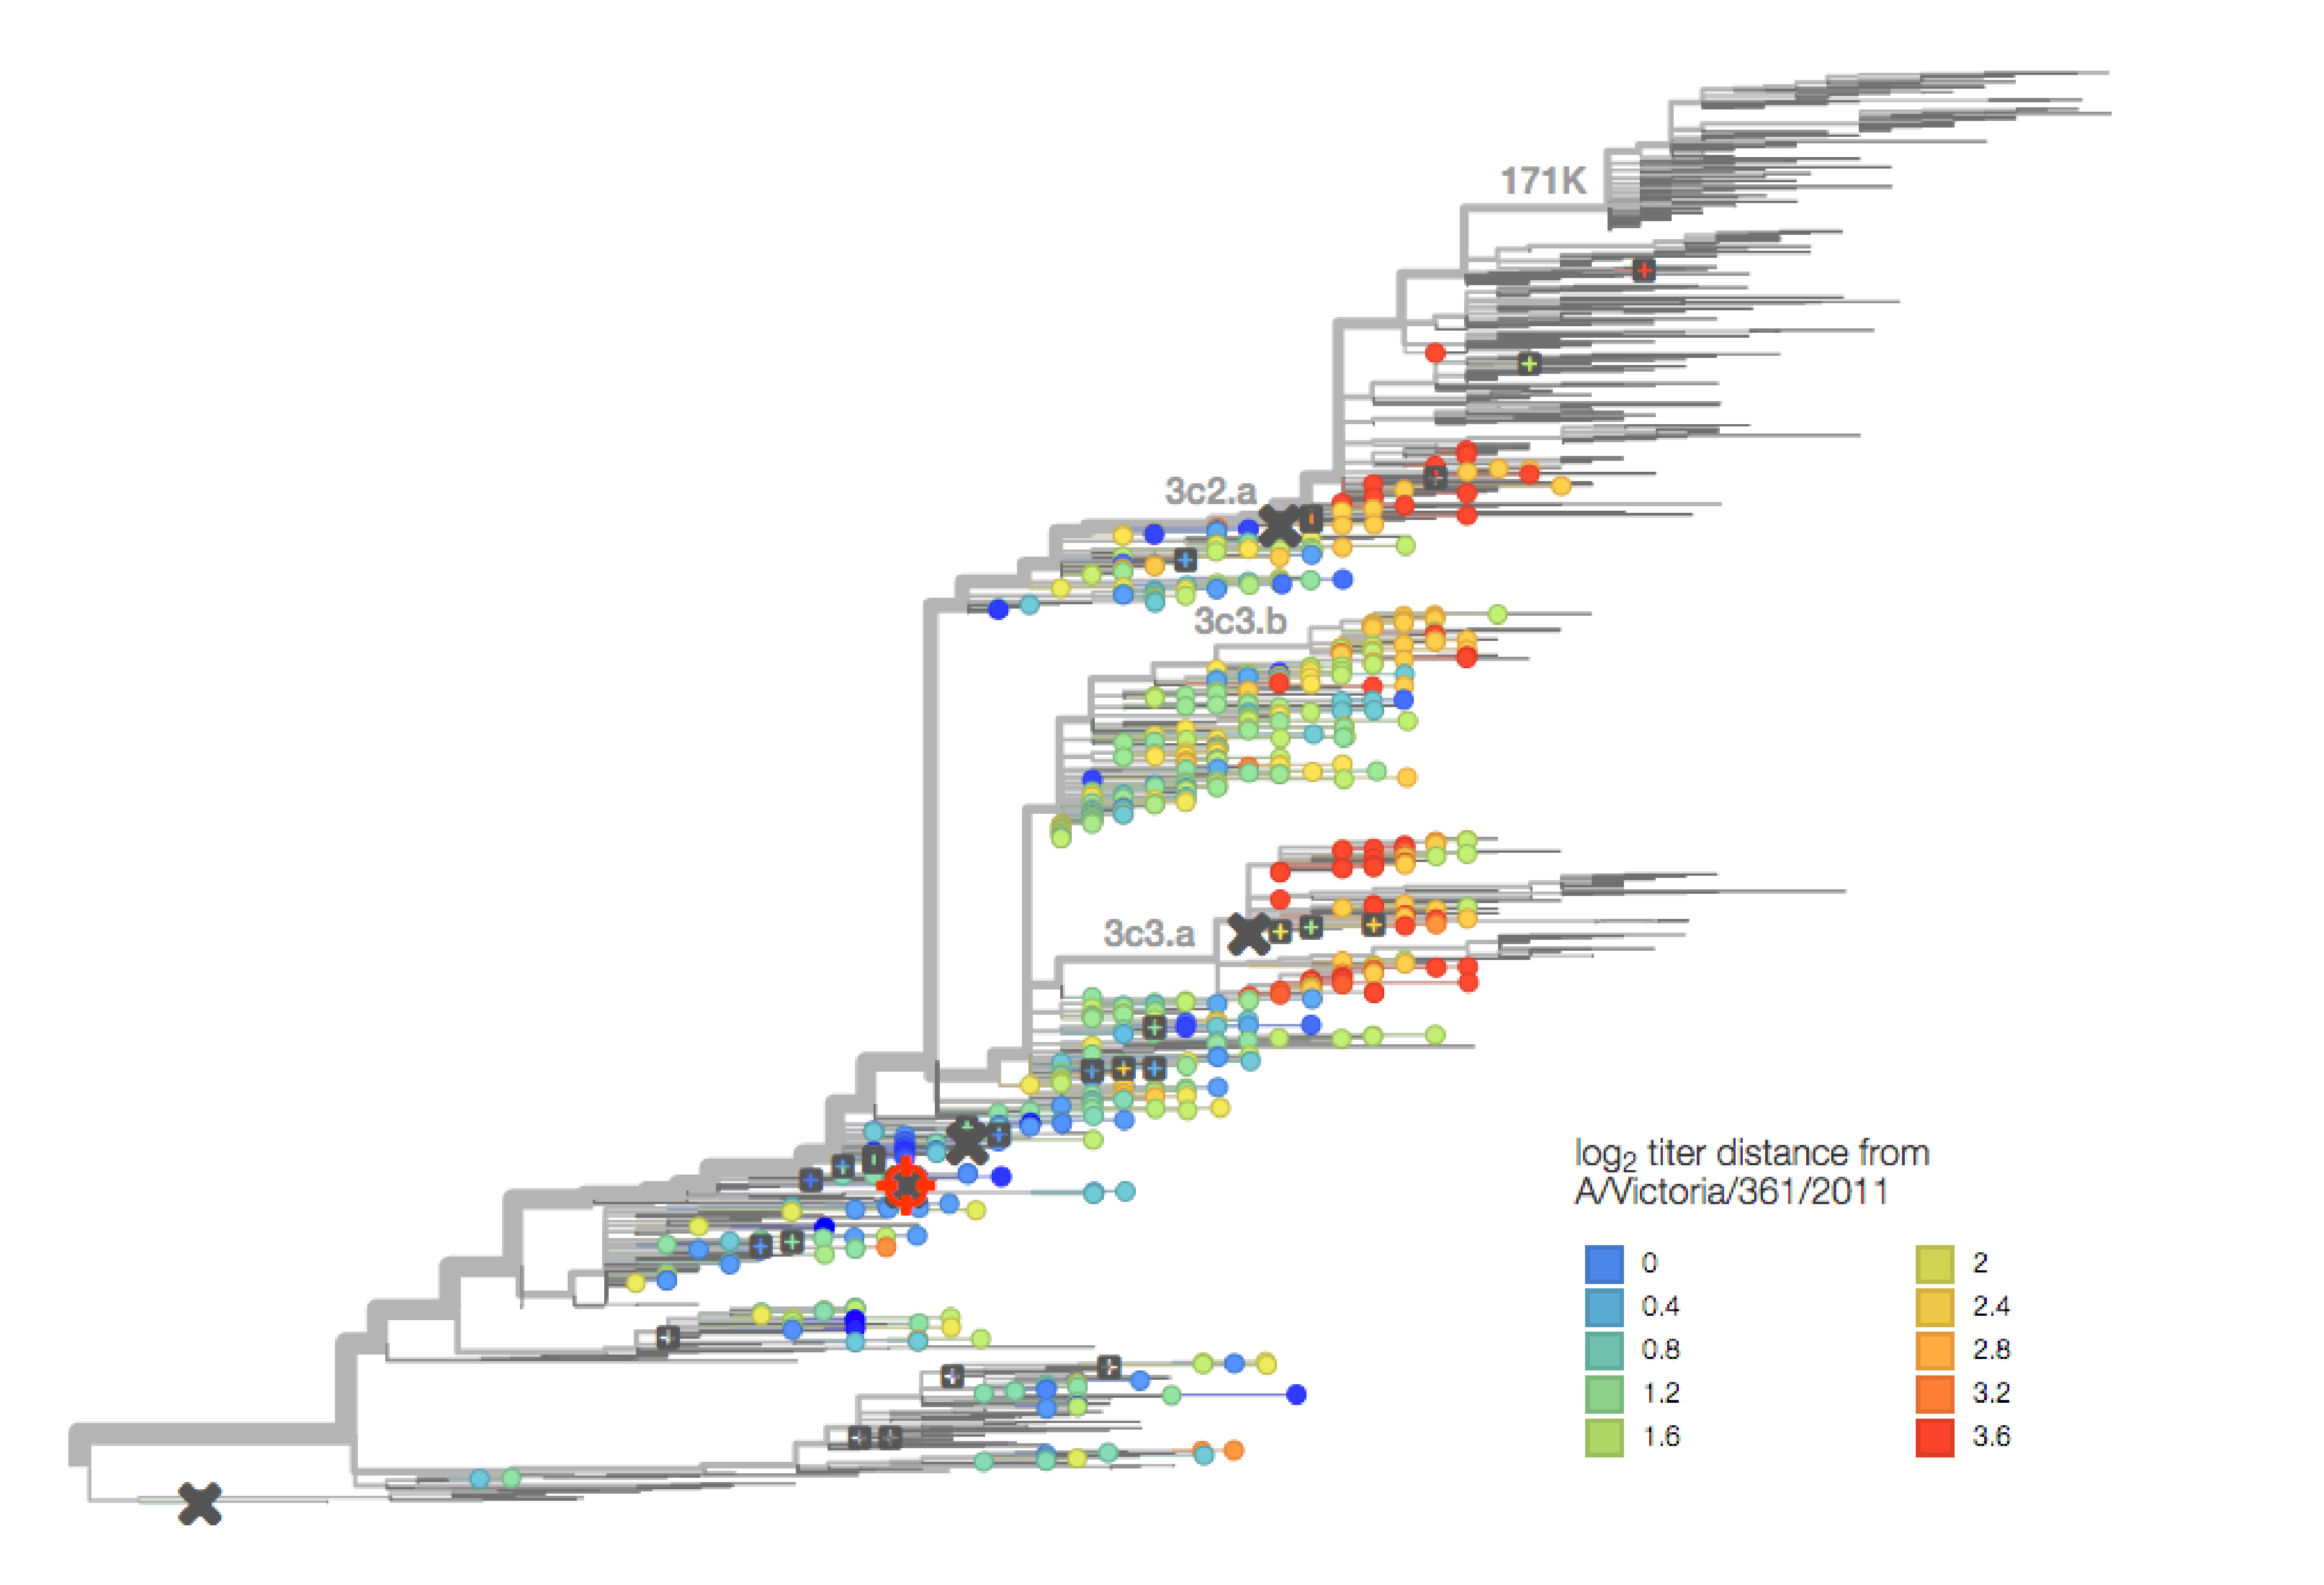 171K
3c2.a
3c3.b
3c3.a
log2 titer distance from
A/Victoria/361/2011
0 2
0.4 2.4
0.8 2.8
1.2 3.2
1.6 3.6